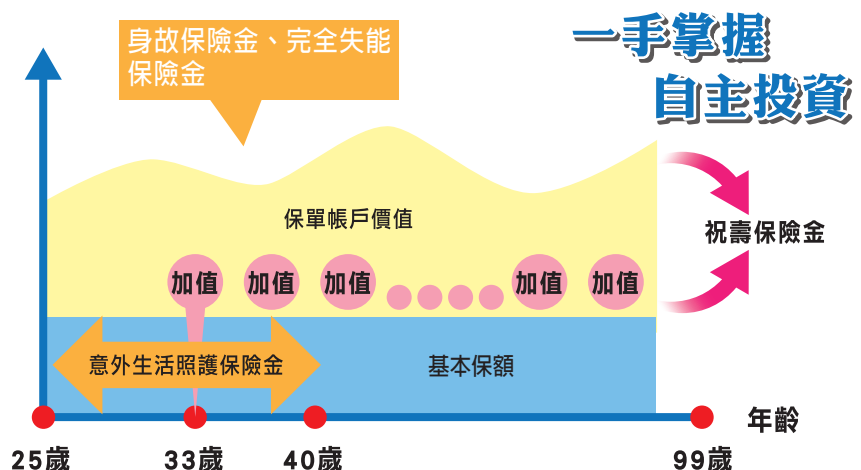 一手掌握
自主投資
身故保險金、完全失能
保險金
保單帳戶價值
祝壽保險金
加值
加值
加值
加值
加值
意外生活照護保險金
基本保額
年齡
25歲
33歲
40歲
99歲